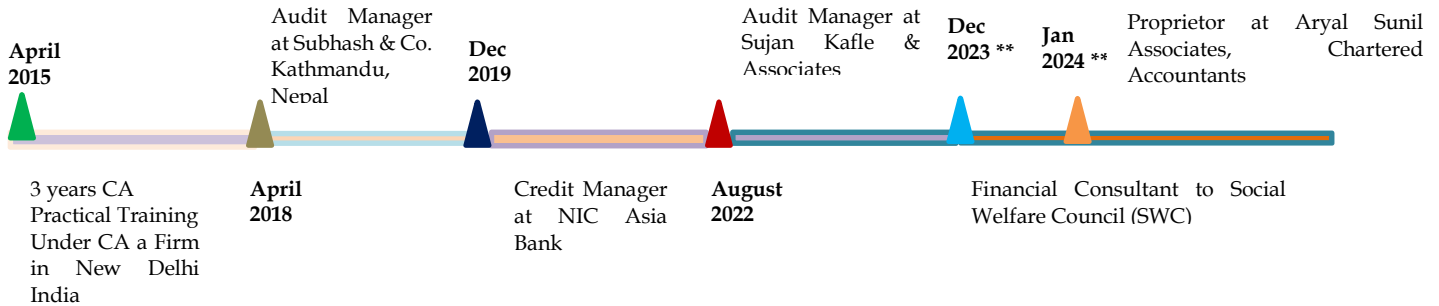 April
2015
3 years CA
Practical Training
Under CA a Firm
in New Delhi
India
Audit Manager
at Subhash & Co.
Kathmandu,
Nepal
April
2018
Dec
2019
Credit Manager
at NIC Asia
Bank
Audit Manager at
Sujan Kafle &
Associates
August
2022
Dec
2023 **
Financial Consultant to Social
Welfare Council (SWC)
Jan
2024 **
Proprietor at Aryal Sunil
Associates, Chartered
Accountants